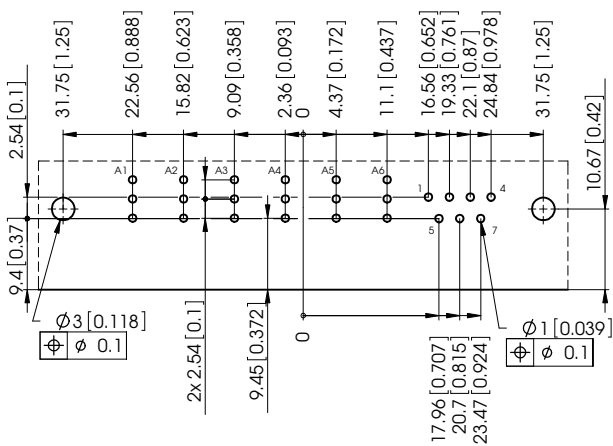 31.75 [1.25]
22.56 [0.888]
15.82 [0.623]
9.09 [0.358]
2.36 [0.093]
0
4.37 [0.172]
11.1 [0.437]
16.56 [0.652]
19.33 [0.761]
22.1 [0.87]
24.84 [0.978]
31.75 [1.25]
2.54 [0.1]
10.67 [0.42]
A1
A2
A3
A4
A5
A6
1
4
5
7
9.4 [0.37]
Ø3 [0.118]
⌖ Ø 0.1
2x 2.54 [0.1]
9.45 [0.372]
0
Ø1 [0.039]
⌖ Ø 0.1
17.96 [0.707]
20.7 [0.815]
23.47 [0.924]